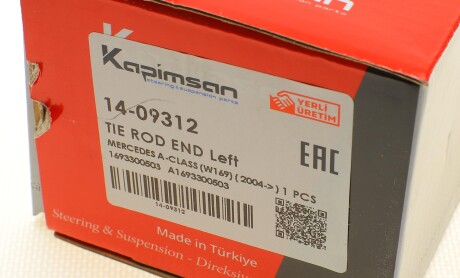 Kapimsan
steering & suspension parts
14-09312
YERLİ
ÜRETİM
TIE ROD END Left
MERCEDES A-CLASS (W169) ( 2004-> ) 1 PCS
1693300503 A1693300503
EAC
14-09312
Made in Türkiye
Steering & Suspension - Direksiy